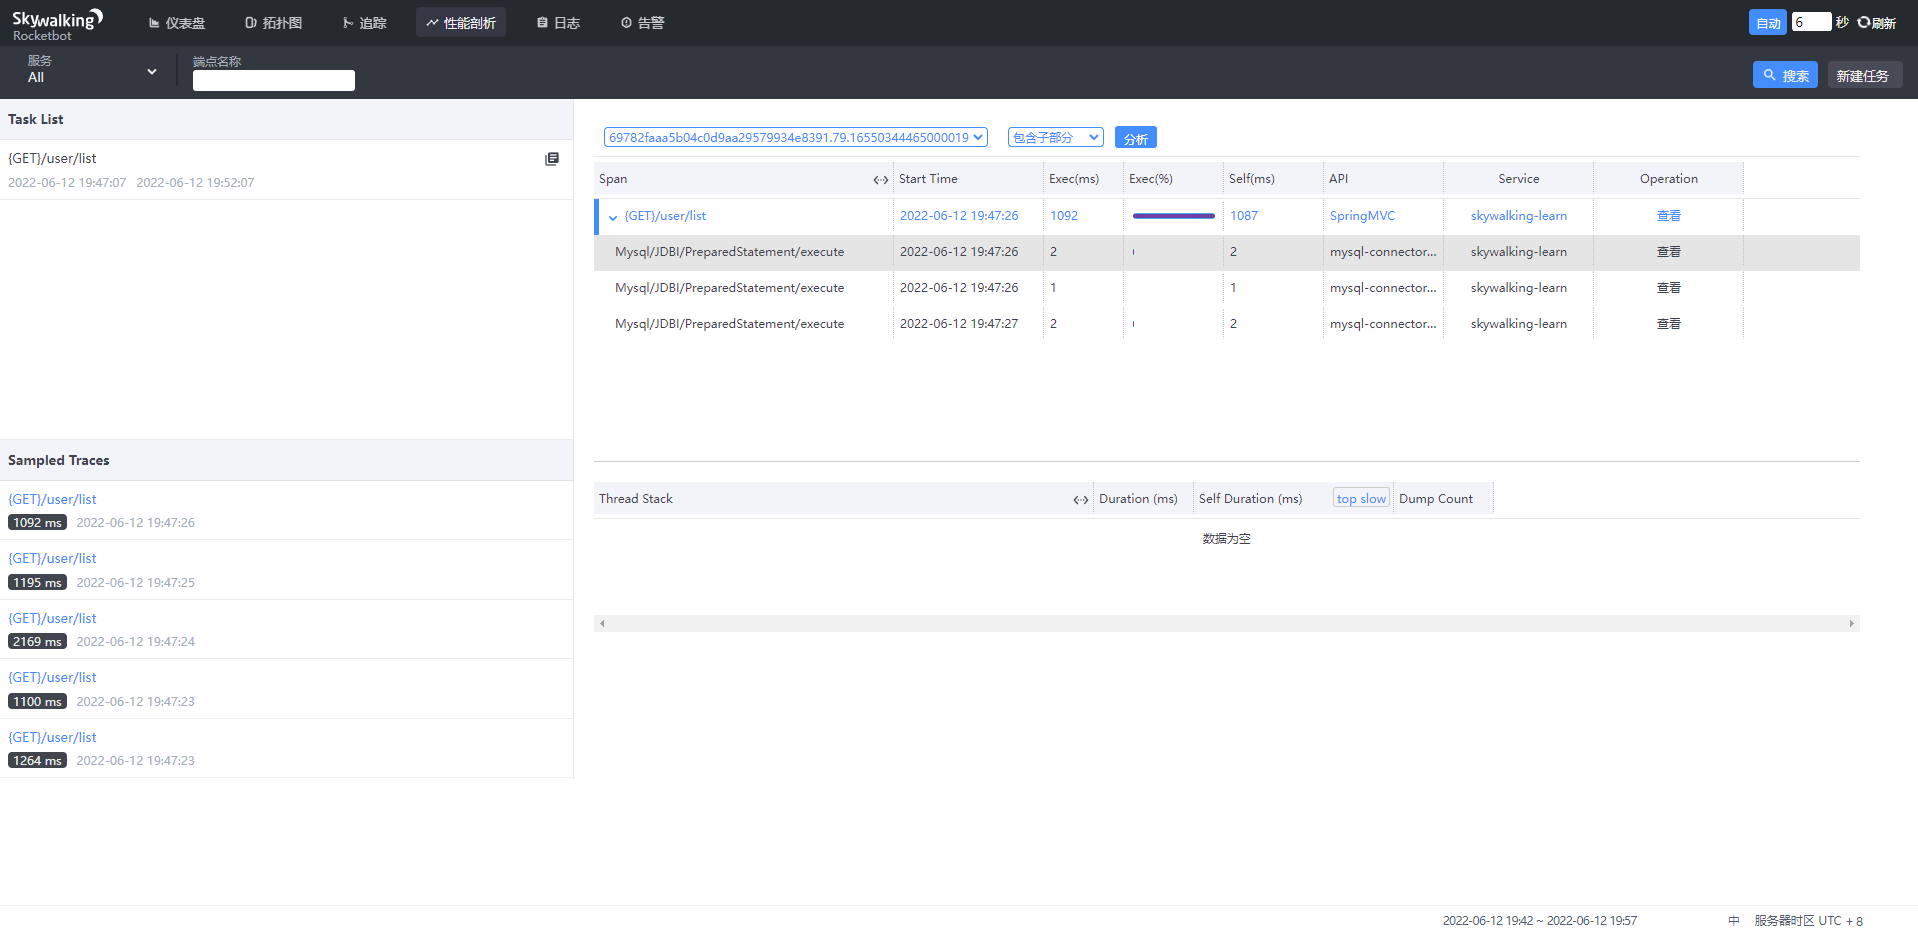 Skywalking
Rocketbot
仪表盘 拓扑图 追踪 性能剖析 日志 告警
自动 6 秒 刷新
服务
All
端点名称
搜索 新建任务
Task List
{GET}/user/list
2022-06-12 19:47:07 2022-06-12 19:52:07
Sampled Traces
{GET}/user/list
1092 ms 2022-06-12 19:47:26
{GET}/user/list
1195 ms 2022-06-12 19:47:25
{GET}/user/list
2169 ms 2022-06-12 19:47:24
{GET}/user/list
1100 ms 2022-06-12 19:47:23
{GET}/user/list
1264 ms 2022-06-12 19:47:23
69782faaa5b04c0d9aa29579934e8391.79.16550344465000019 包含子部分 分析
Span Start Time Exec(ms) Exec(%) Self(ms) API Service Operation
{GET}/user/list 2022-06-12 19:47:26 1092 1087 SpringMVC skywalking-learn 查看
Mysql/JDBI/PreparedStatement/execute 2022-06-12 19:47:26 2 2 mysql-connector... skywalking-learn 查看
Mysql/JDBI/PreparedStatement/execute 2022-06-12 19:47:26 1 1 mysql-connector... skywalking-learn 查看
Mysql/JDBI/PreparedStatement/execute 2022-06-12 19:47:27 2 2 mysql-connector... skywalking-learn 查看
Thread Stack Duration (ms) Self Duration (ms) top slow Dump Count
数据为空
2022-06-12 19:42 ~ 2022-06-12 19:57 中 服务器时区 UTC + 8